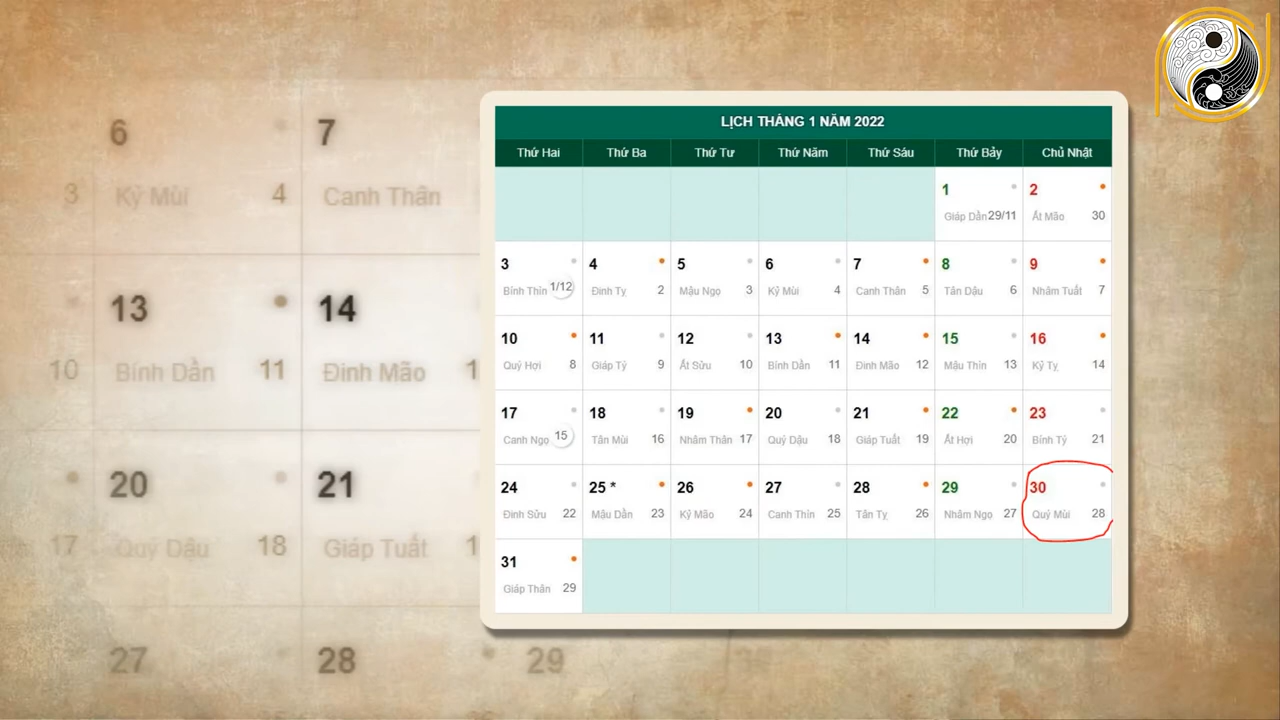 LỊCH THÁNG 1 NĂM 2022
Thứ Hai Thứ Ba Thứ Tư Thứ Năm Thứ Sáu Thứ Bảy Chủ Nhật
1 2
Giáp Dần 29/11 Ất Mão 30
3 4 5 6 7 8 9
Bính Thìn 1/12 Đinh Tỵ 2 Mậu Ngọ 3 Kỷ Mùi 4 Canh Thân 5 Tân Dậu 6 Nhâm Tuất 7
10 11 12 13 14 15 16
Quý Hợi 8 Giáp Tý 9 Ất Sửu 10 Bính Dần 11 Đinh Mão 12 Mậu Thìn 13 Kỷ Tỵ 14
17 18 19 20 21 22 23
Canh Ngọ 15 Tân Mùi 16 Nhâm Thân 17 Quý Dậu 18 Giáp Tuất 19 Ất Hợi 20 Bính Tý 21
24 25 * 26 27 28 29 30
Đinh Sửu 22 Mậu Dần 23 Kỷ Mão 24 Canh Thìn 25 Tân Tỵ 26 Nhâm Ngọ 27 Quý Mùi 28
31
Giáp Thân 29
6 7
3 Kỷ Mùi 4 Canh Thân
13 14
10 Bính Dần 11 Đinh Mão
20 21
17 Quý Dậu 18 Giáp Tuất
27 28 29